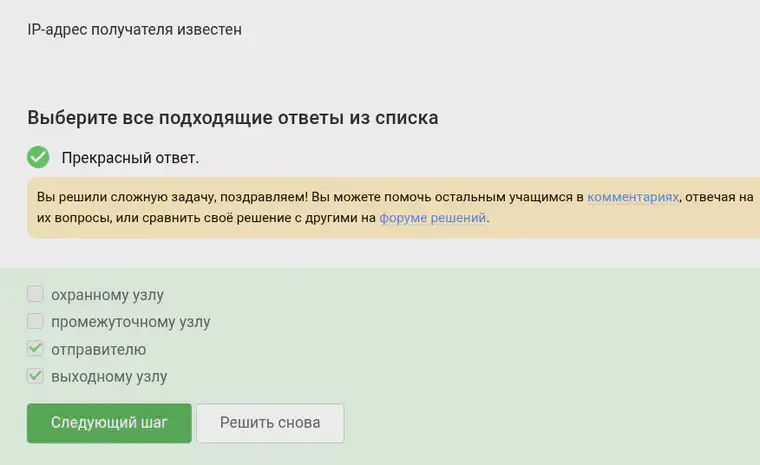 IP-адрес получателя известен
Выберите все подходящие ответы из списка
Прекрасный ответ.
Вы решили сложную задачу, поздравляем! Вы можете помочь остальным учащимся в комментариях, отвечая на
их вопросы, или сравнить своё решение с другими на форуме решений.
охранному узлу
промежуточному узлу
отправителю
выходному узлу
Следующий шаг
Решить снова